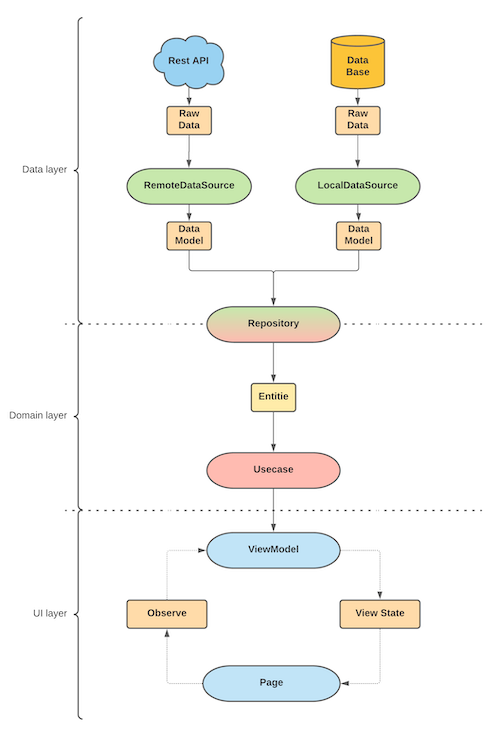 Rest API
Data
Base
Raw
Data
Raw
Data
Data layer
RemoteDataSource
LocalDataSource
Data
Model
Data
Model
Repository
Entitie
Domain layer
Usecase
ViewModel
UI layer
Observe
View State
Page